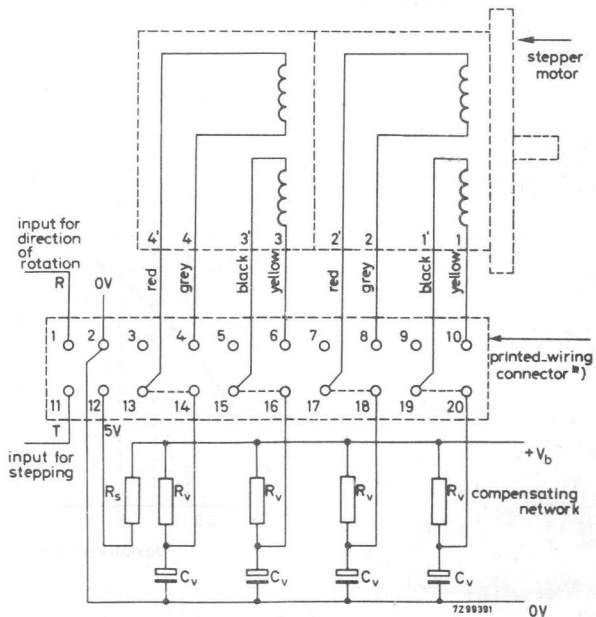 stepper
motor
4' 4 3' 3 2' 2 1' 1
red grey black yellow red grey black yellow
input for
direction
of
rotation
R 0V
1 2 3 4 5 6 7 8 9 10
printed-wiring
connector *)
11 12 13 14 15 16 17 18 19 20
T 5V
input for
stepping
+Vb
Rs Rv Rv Rv Rv
compensating
network
Cv Cv Cv Cv
7Z99391
0V